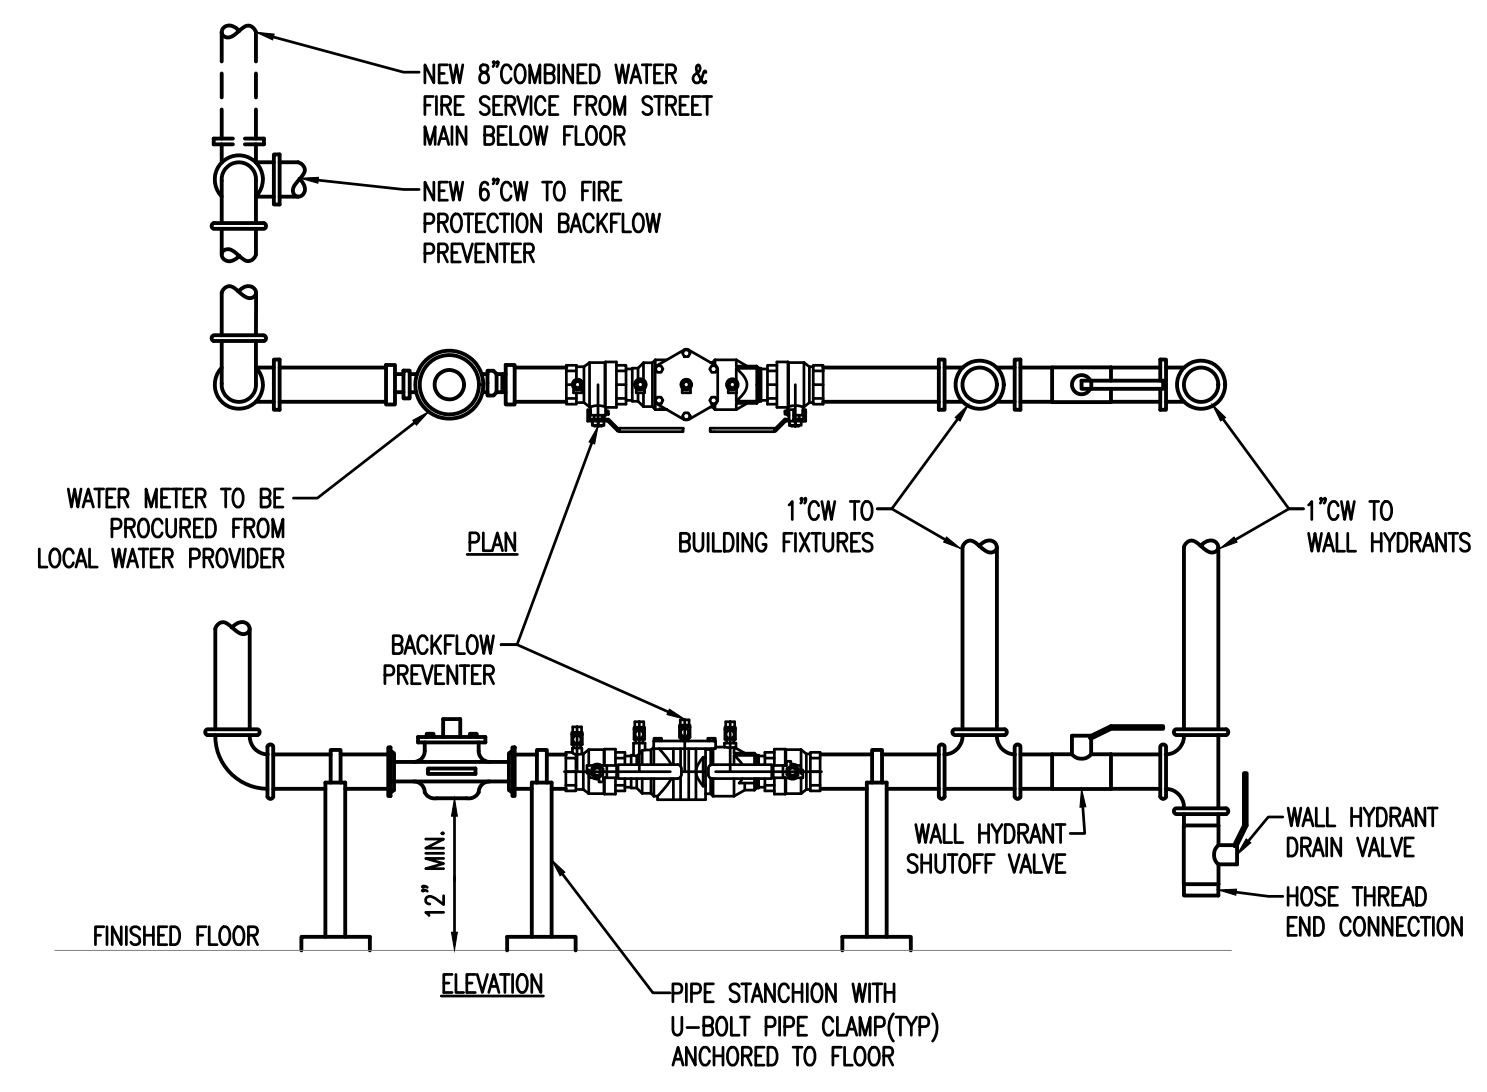 NEW 8"COMBINED WATER &
FIRE SERVICE FROM STREET
MAIN BELOW FLOOR
NEW 6"CW TO FIRE
PROTECTION BACKFLOW
PREVENTER
WATER METER TO BE
PROCURED FROM
LOCAL WATER PROVIDER
PLAN
1"CW TO
BUILDING FIXTURES
1"CW TO
WALL HYDRANTS
BACKFLOW
PREVENTER
WALL HYDRANT
SHUTOFF VALVE
WALL HYDRANT
DRAIN VALVE
HOSE THREAD
END CONNECTION
12" MIN.
FINISHED FLOOR
ELEVATION
PIPE STANCHION WITH
U-BOLT PIPE CLAMP(TYP)
ANCHORED TO FLOOR